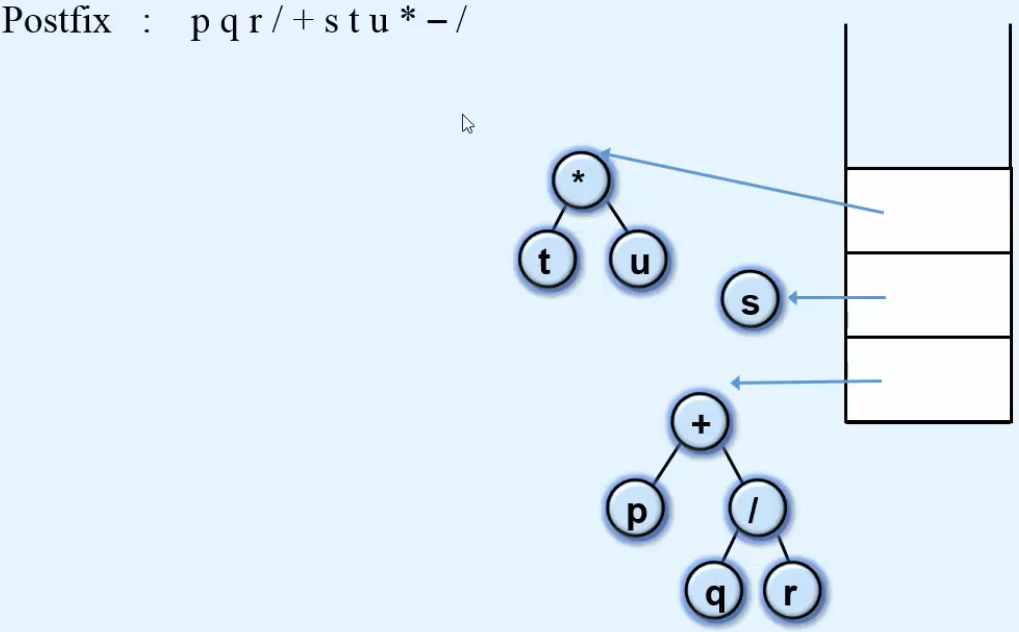 Postfix : p q r / + s t u * – /
*
t u
s
+
p /
q r